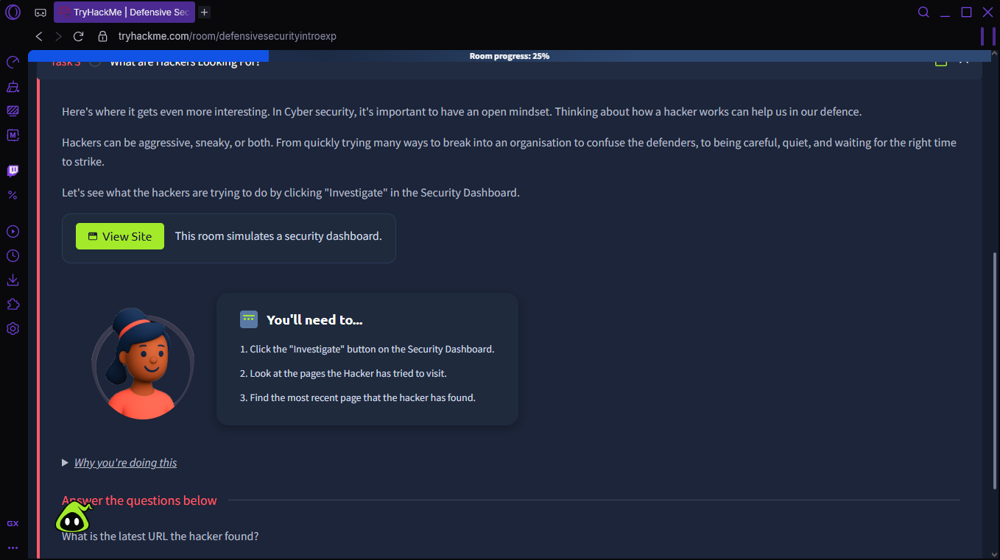 TryHackMe | Defensive Sec
tryhackme.com/room/defensivesecurityintroexp
Room progress: 25%
Task 3 What are Hackers Looking For?
Here's where it gets even more interesting. In Cyber security, it's important to have an open mindset. Thinking about how a hacker works can help us in our defence.
Hackers can be aggressive, sneaky, or both. From quickly trying many ways to break into an organisation to confuse the defenders, to being careful, quiet, and waiting for the right time
to strike.
Let's see what the hackers are trying to do by clicking "Investigate" in the Security Dashboard.
View Site This room simulates a security dashboard.
You'll need to...
1. Click the "Investigate" button on the Security Dashboard.
2. Look at the pages the Hacker has tried to visit.
3. Find the most recent page that the hacker has found.
Why you're doing this
Answer the questions below
GX
What is the latest URL the hacker found?
M